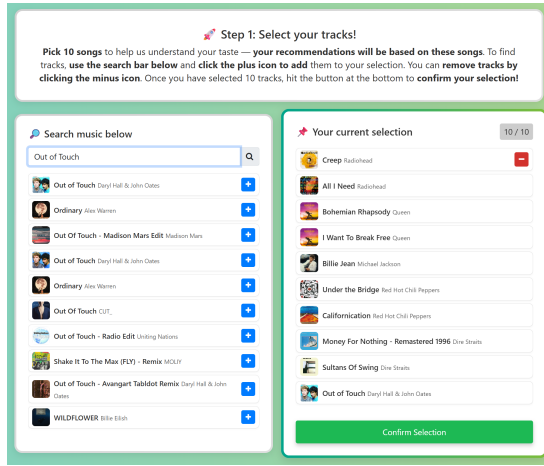 🚀 Step 1: Select your tracks!
Pick 10 songs to help us understand your taste — your recommendations will be based on these songs. To find
tracks, use the search bar below and click the plus icon to add them to your selection. You can remove tracks by
clicking the minus icon. Once you have selected 10 tracks, hit the button at the bottom to confirm your selection!
🔎 Search music below
Out of Touch
Out of Touch Daryl Hall & John Oates
Ordinary Alex Warren
Out Of Touch - Madison Mars Edit Madison Mars
Out of Touch Daryl Hall & John Oates
Ordinary Alex Warren
Out Of Touch CUT_
Out of Touch - Radio Edit Uniting Nations
Shake It To The Max (FLY) - Remix MOLIY
Out of Touch - Avangart Tabldot Remix Daryl Hall & John
Oates
WILDFLOWER Billie Eilish
📌 Your current selection
10 / 10
Creep Radiohead
All I Need Radiohead
Bohemian Rhapsody Queen
I Want To Break Free Queen
Billie Jean Michael Jackson
Under the Bridge Red Hot Chili Peppers
Californication Red Hot Chili Peppers
Money For Nothing - Remastered 1996 Dire Straits
Sultans Of Swing Dire Straits
Out of Touch Daryl Hall & John Oates
Confirm Selection